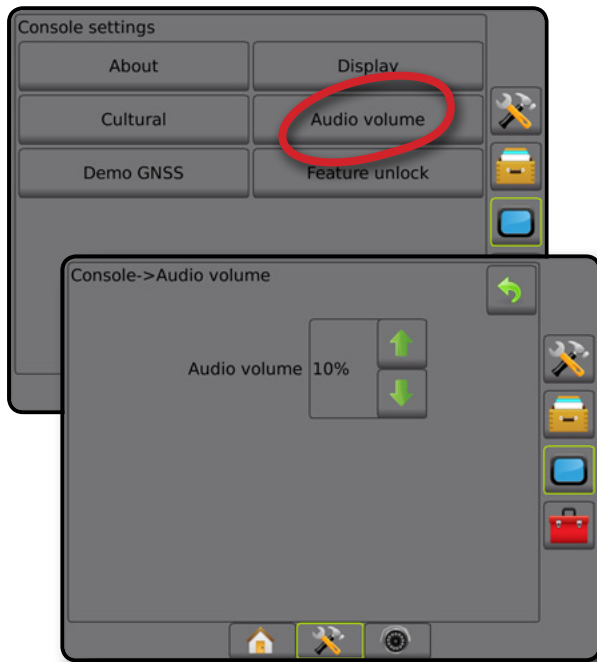 Console settings
About
Display
Cultural
Audio volume
Demo GNSS
Feature unlock
Console->Audio volume
Audio volume 10%